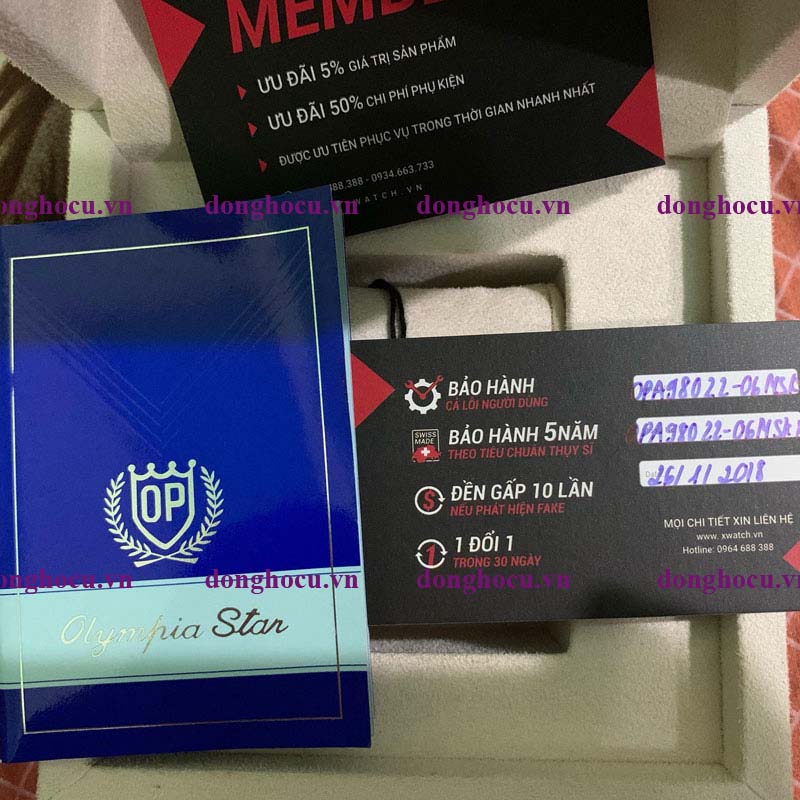 MEMBE
ƯU ĐÃI 5% GIÁ TRỊ SẢN PHẨM
ƯU ĐÃI 50% CHI PHÍ PHỤ KIỆN
ĐƯỢC ƯU TIÊN PHỤC VỤ TRONG THỜI GIAN NHANH NHẤT
388.388 - 0934.663.733
WATCH.VN
donghocu.vn donghocu.vn donghocu.vn donghocu.vn
OP
Olympia Star
BẢO HÀNH
CẢ LỖI NGƯỜI DÙNG
SWISS MADE
BẢO HÀNH 5NĂM
THEO TIÊU CHUẨN THỤY SĨ
$ ĐỀN GẤP 10 LẦN
NẾU PHÁT HIỆN FAKE
1 1 ĐỔI 1
TRONG 30 NGÀY
OPA98022-06MSK
OPA98022-06MSK
26/1/2018
MỌI CHI TIẾT XIN LIÊN HỆ
www. xwatch.vn
Hotline: 0964 688 388
donghocu.vn donghocu.vn donghocu.vn donghocu.vn